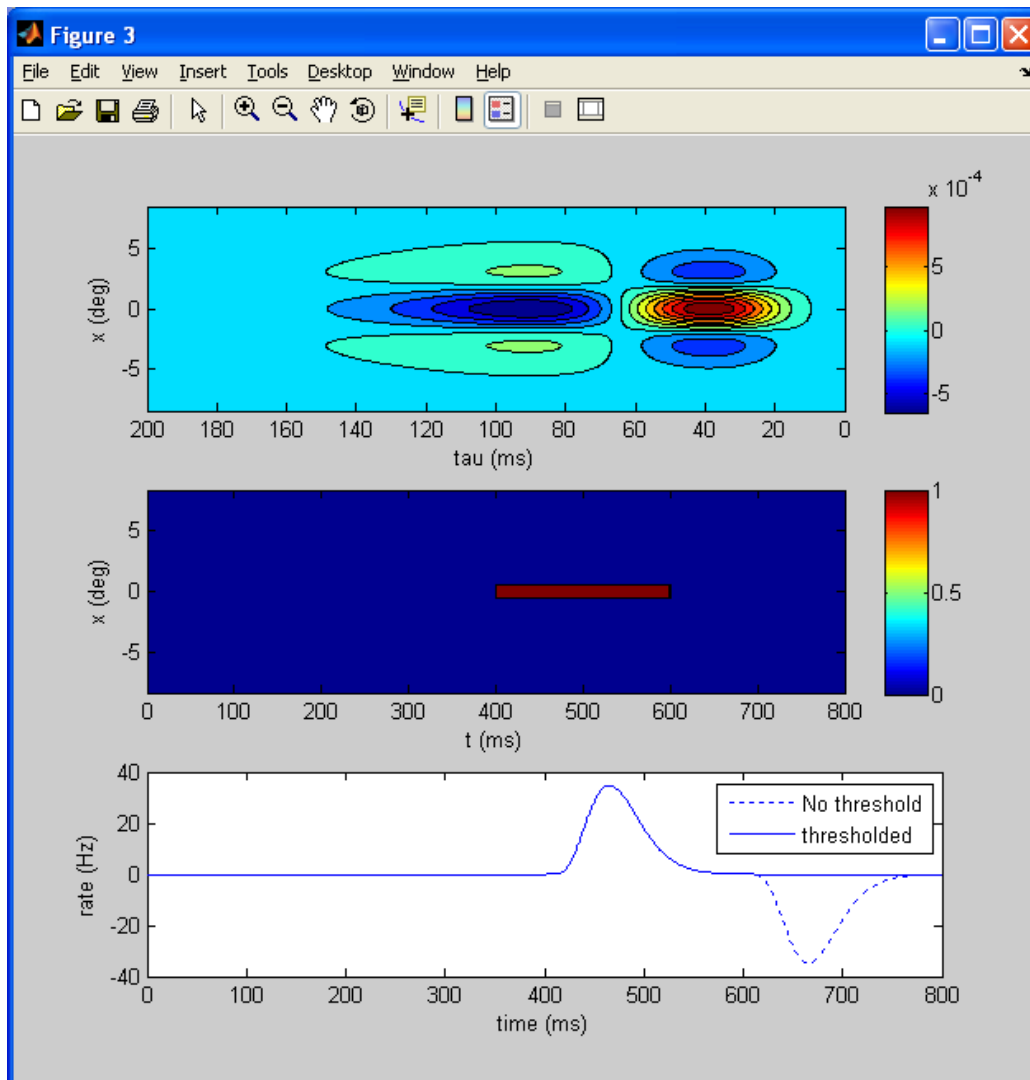 Figure 3
File Edit View Insert Tools Desktop Window Help
x 10^-4
5
0
-5
x (deg)
200 180 160 140 120 100 80 60 40 20 0
tau (ms)
5
0
-5
5
0
-5
x (deg)
0 100 200 300 400 500 600 700 800
t (ms)
1
0.5
0
40
20
0
-20
-40
rate (Hz)
No threshold
thresholded
0 100 200 300 400 500 600 700 800
time (ms)